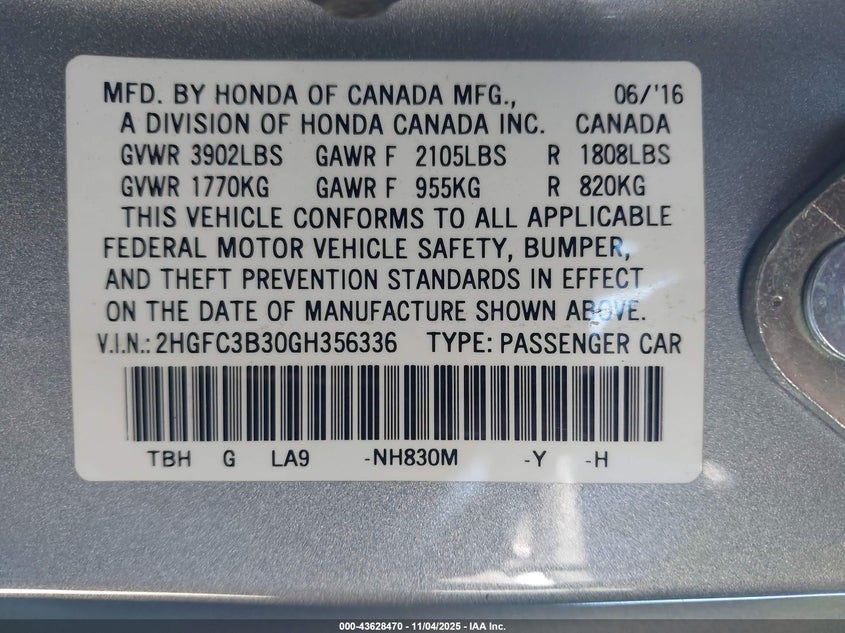 MFD. BY HONDA OF CANADA MFG., 06/'16
A DIVISION OF HONDA CANADA INC. CANADA
GVWR 3902LBS GAWR F 2105LBS R 1808LBS
GVWR 1770KG GAWR F 955KG R 820KG
THIS VEHICLE CONFORMS TO ALL APPLICABLE
FEDERAL MOTOR VEHICLE SAFETY, BUMPER,
AND THEFT PREVENTION STANDARDS IN EFFECT
ON THE DATE OF MANUFACTURE SHOWN ABOVE.
V.I.N.: 2HGFC3B30GH356336 TYPE: PASSENGER CAR
TBH G LA9 -NH830M -Y -H
000-43628470 - 11/04/2025 - IAA Inc.